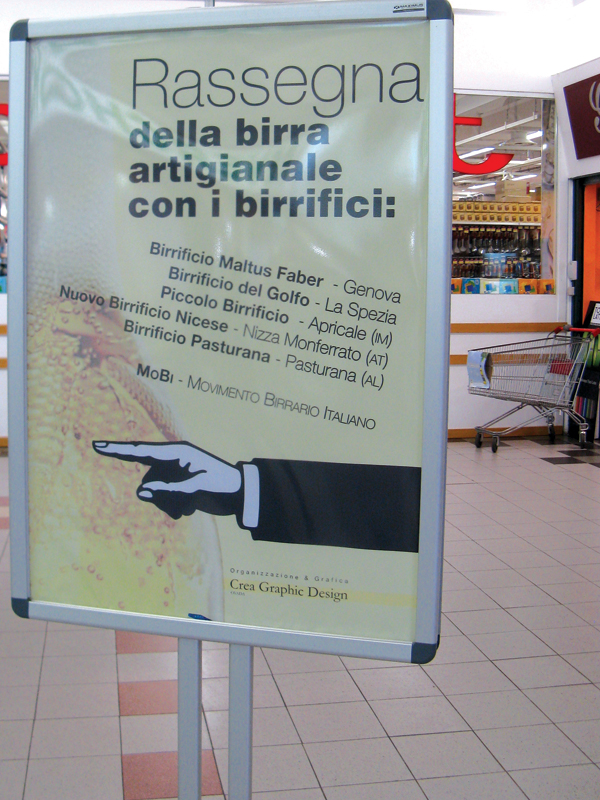 Rassegna
della birra
artigianale
con i birrifici:
Birrificio Maltus Faber - Genova
Birrificio del Golfo - La Spezia
Piccolo Birrificio - Apricale (IM)
Nuovo Birrificio Nicese - Nizza Monferrato (AT)
Birrificio Pasturana - Pasturana (AL)
MoBI - Movimento Birrario Italiano
Organizzazione & Grafica
Crea Graphic Design
t